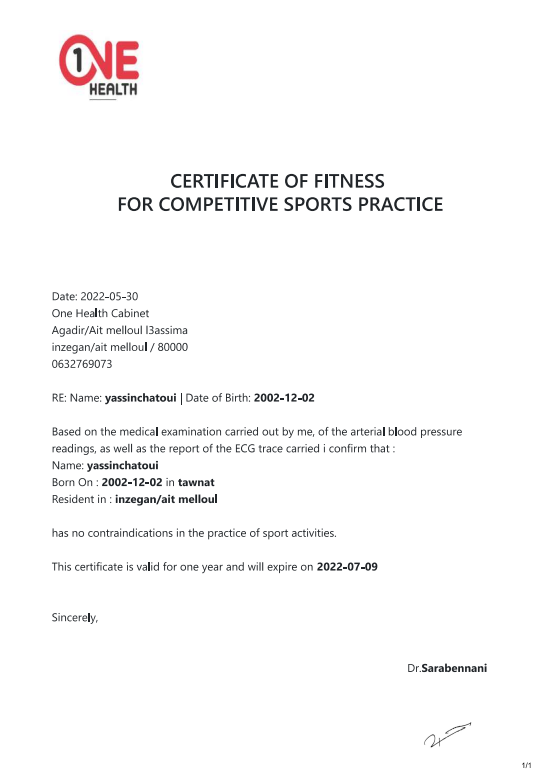 1
ONE
HEALTH
CERTIFICATE OF FITNESS
FOR COMPETITIVE SPORTS PRACTICE
Date: 2022-05-30
One Health Cabinet
Agadir/Ait melloul l3assima
inzegan/ait melloul / 80000
0632769073
RE: Name: yassinchatoui | Date of Birth: 2002-12-02
Based on the medical examination carried out by me, of the arterial blood pressure
readings, as well as the report of the ECG trace carried i confirm that :
Name: yassinchatoui
Born On : 2002-12-02 in tawnat
Resident in : inzegan/ait melloul
has no contraindications in the practice of sport activities.
This certificate is valid for one year and will expire on 2022-07-09
Sincerely,
Dr.Sarabennani
1/1